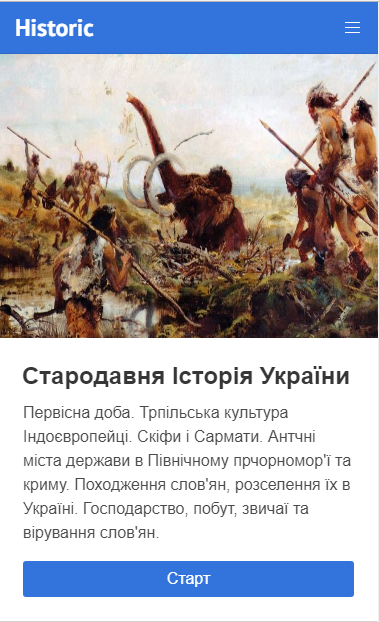 Historic
Стародавня Історія України
Первісна доба. Трпільська культура
Індоєвропейці. Скіфи і Сармати. Антчні
міста держави в Північному прчорномор'ї та
криму. Походження слов'ян, розселення їх в
Україні. Господарство, побут, звичаї та
вірування слов'ян.
Старт